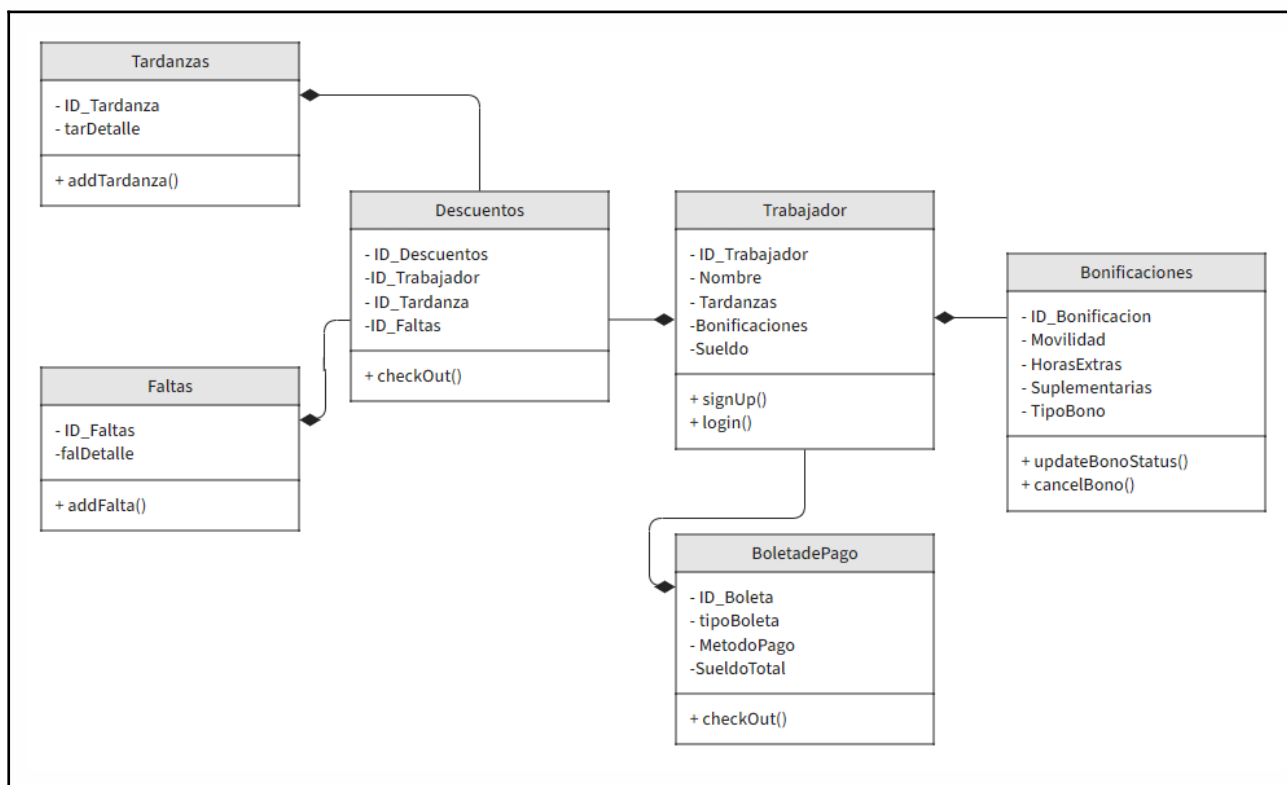 Tardanzas
- ID_Tardanza
- tarDetalle
+ addTardanza()
Descuentos
- ID_Descuentos
-ID_Trabajador
- ID_Tardanza
-ID_Faltas
+ checkOut()
Trabajador
- ID_Trabajador
- Nombre
- Tardanzas
-Bonificaciones
-Sueldo
+ signUp()
+ login()
Bonificaciones
- ID_Bonificacion
- Movilidad
- HorasExtras
- Suplementarias
- TipoBono
+ updateBonoStatus()
+ cancelBono()
Faltas
- ID_Faltas
-falDetalle
+ addFalta()
BoletadePago
- ID_Boleta
- tipoBoleta
- MetodoPago
-SueldoTotal
+ checkOut()